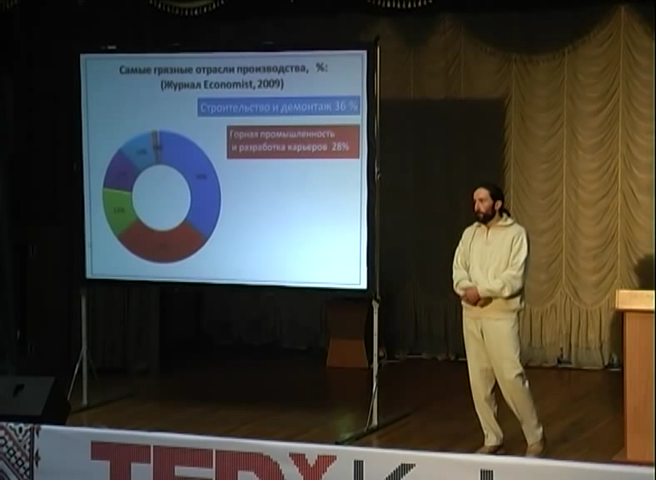 Самые грязные отрасли производства, %:
(Журнал Economist, 2009)
Строительство и демонтаж 36 %
Горная промышленность
и разработка карьеров 28%
TEDx